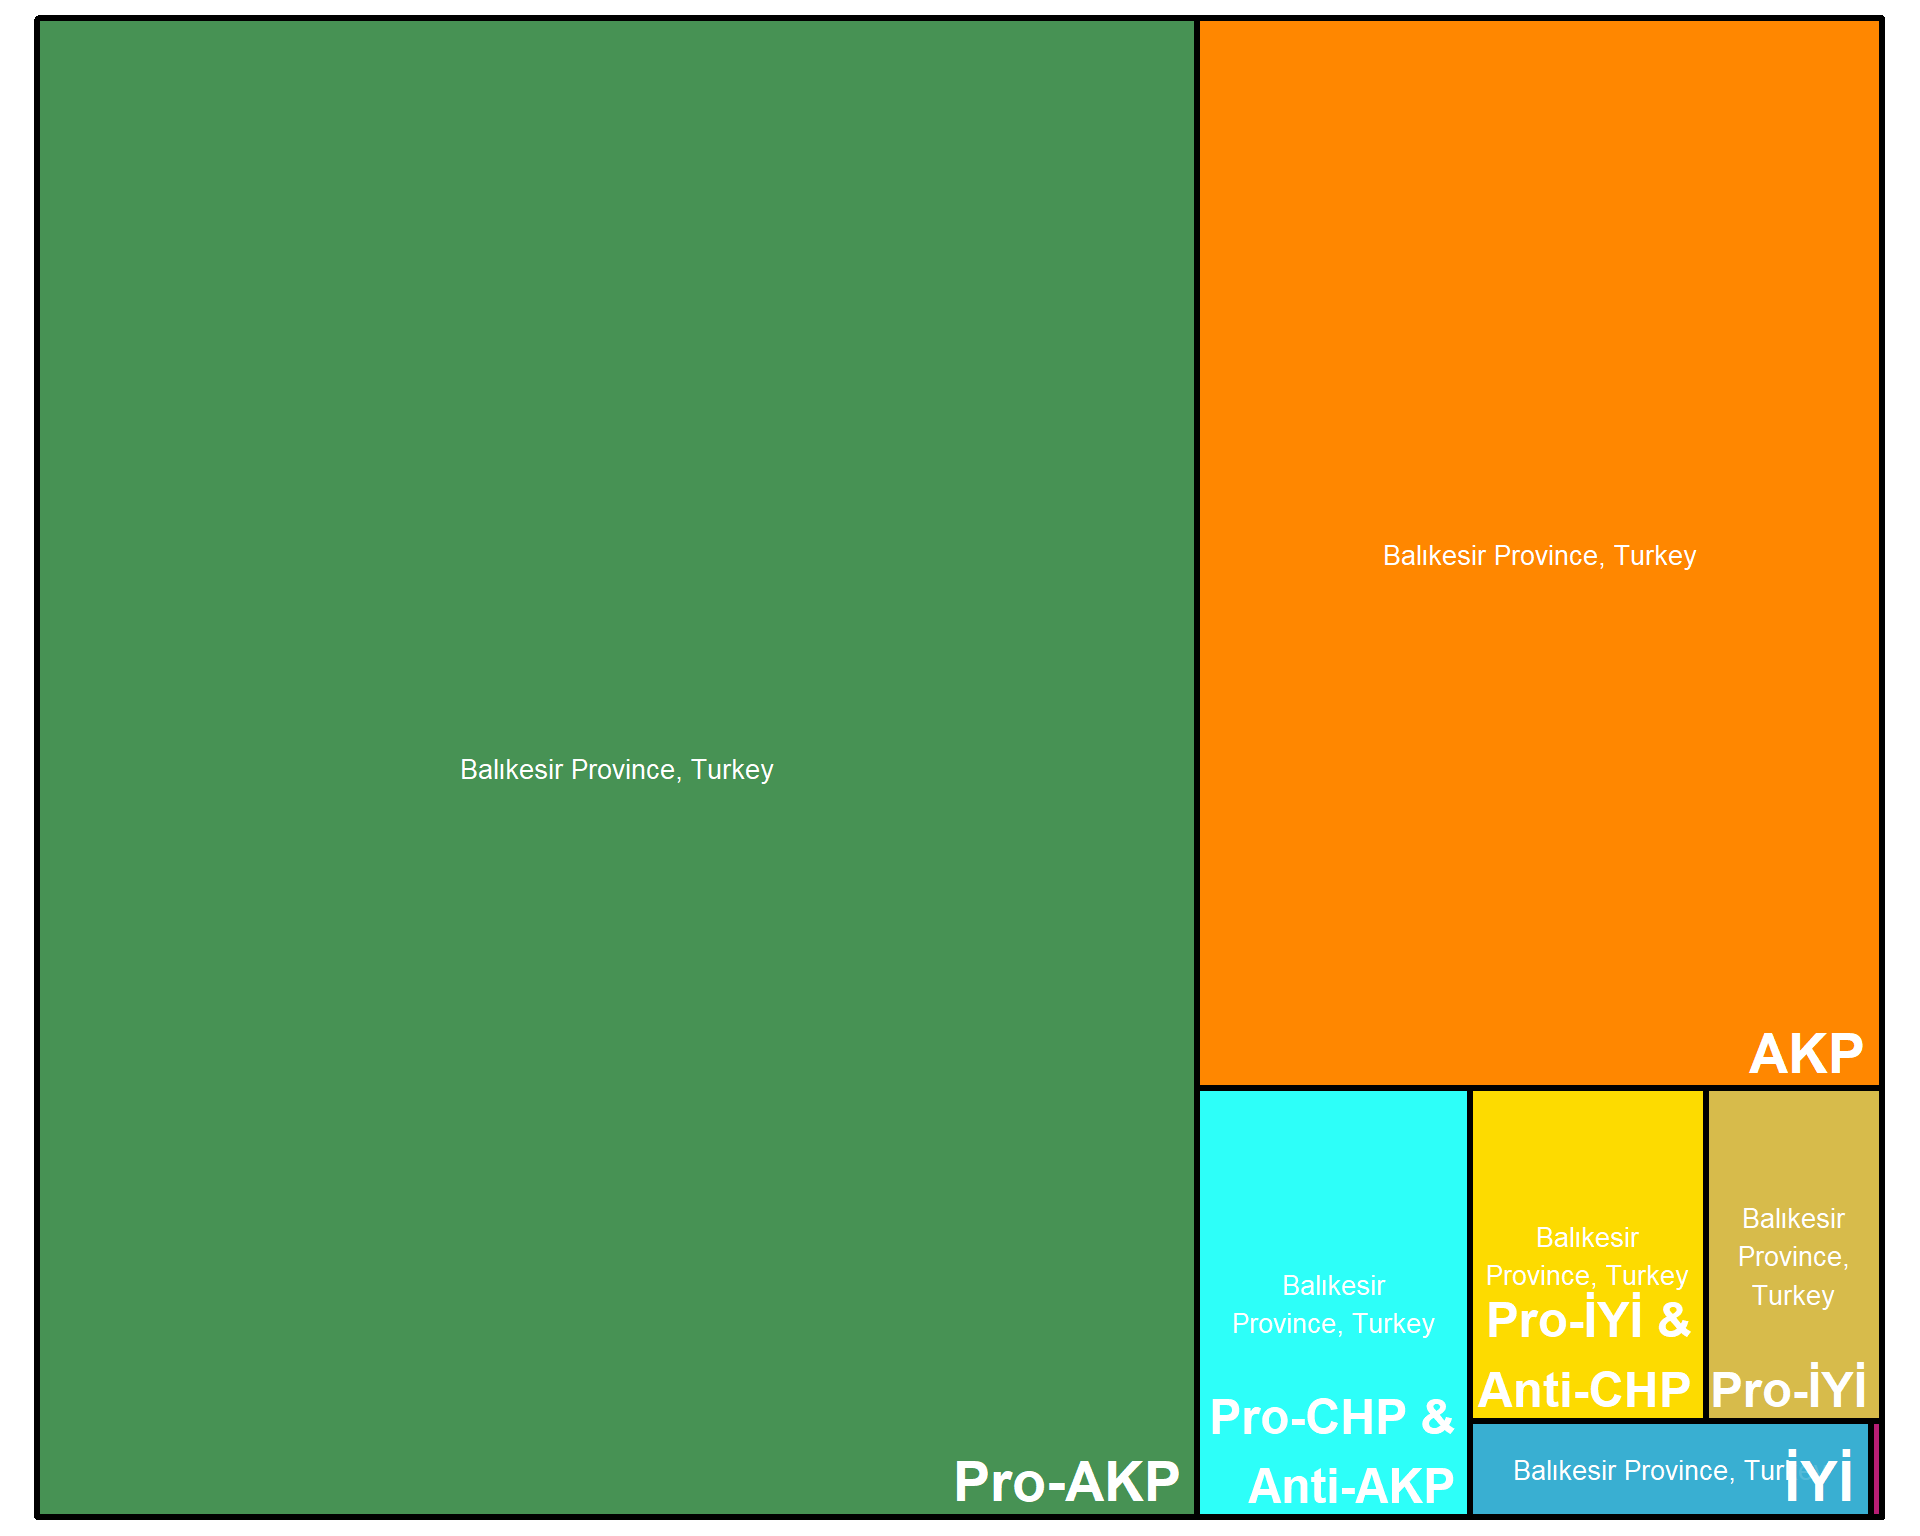 Balıkesir Province, Turkey
Pro-AKP
Balıkesir Province, Turkey
AKP
Balıkesir
Province, Turkey
Pro-CHP &
Anti-AKP
Balıkesir
Province, Turkey
Pro-İYİ &
Anti-CHP
Balıkesir
Province,
Turkey
Pro-İYİ
Balıkesir Province, Turkey
İYİ